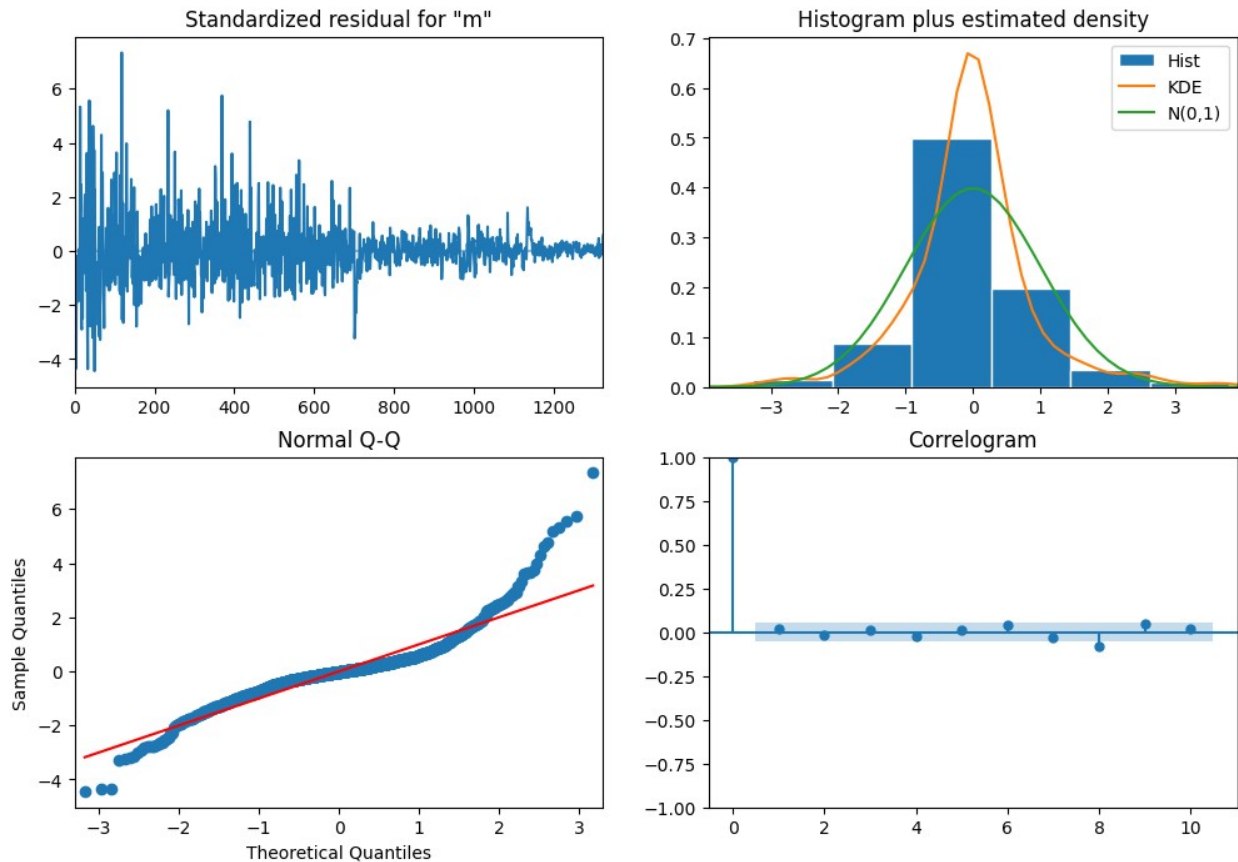 Standardized residual for "m"
6
4
2
0
−2
−4
0 200 400 600 800 1000 1200
Histogram plus estimated density
0.7
0.6
0.5
0.4
0.3
0.2
0.1
0.0
Hist
KDE
N(0,1)
−3 −2 −1 0 1 2 3
Normal Q-Q
Sample Quantiles
6
4
2
0
−2
−4
−3 −2 −1 0 1 2 3
Theoretical Quantiles
Correlogram
1.00
0.75
0.50
0.25
0.00
−0.25
−0.50
−0.75
−1.00
0 2 4 6 8 10